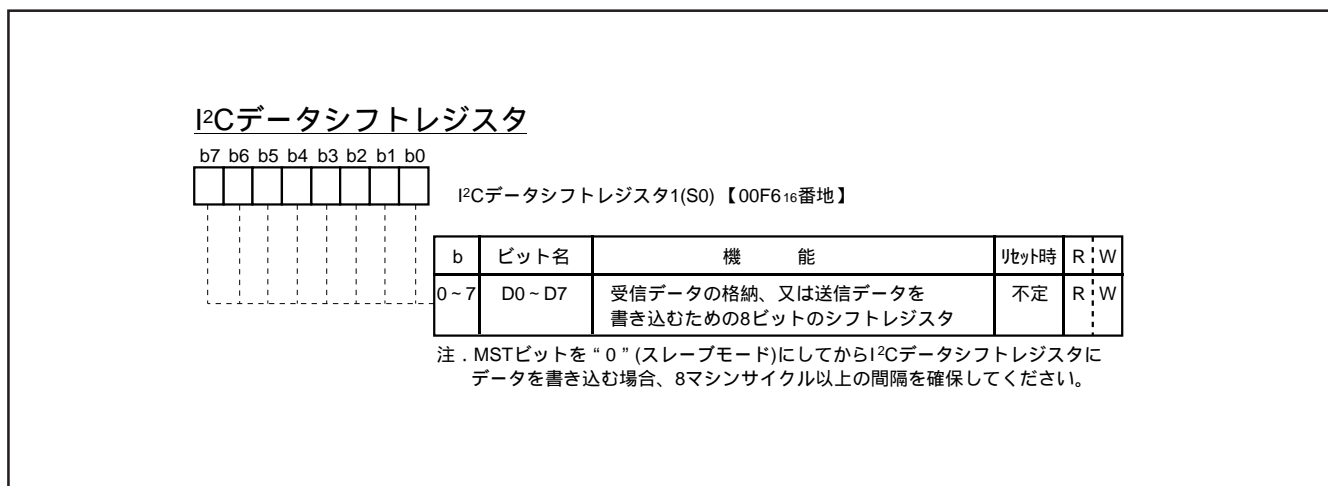 I²Cデータシフトレジスタ
b7 b6 b5 b4 b3 b2 b1 b0
I²Cデータシフトレジスタ1(S0)【00F6₁₆番地】
b ビット名 機 能 リセット時 R W
0~7 D0~D7 受信データの格納、又は送信データを 不定 R W
書き込むための8ビットのシフトレジスタ
注．MSTビットを“0”(スレーブモード)にしてからI²Cデータシフトレジスタに
データを書き込む場合、8マシンサイクル以上の間隔を確保してください。